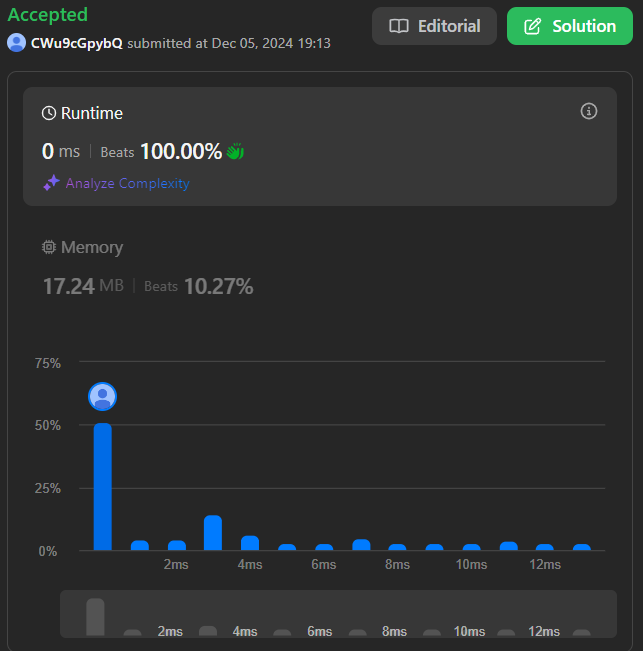 Accepted
Editorial
Solution
CWu9cGpybQ submitted at Dec 05, 2024 19:13
Runtime
0 ms | Beats 100.00%
Analyze Complexity
Memory
17.24 MB | Beats 10.27%
75%
50%
25%
0%
2ms 4ms 6ms 8ms 10ms 12ms
2ms 4ms 6ms 8ms 10ms 12ms